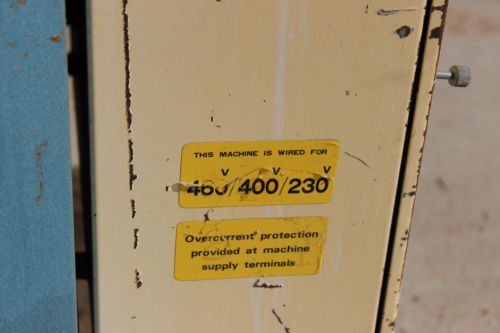 THIS MACHINE IS WIRED FOR
V V V
460/400/230
Overcurrent protection
provided at machine
supply terminals